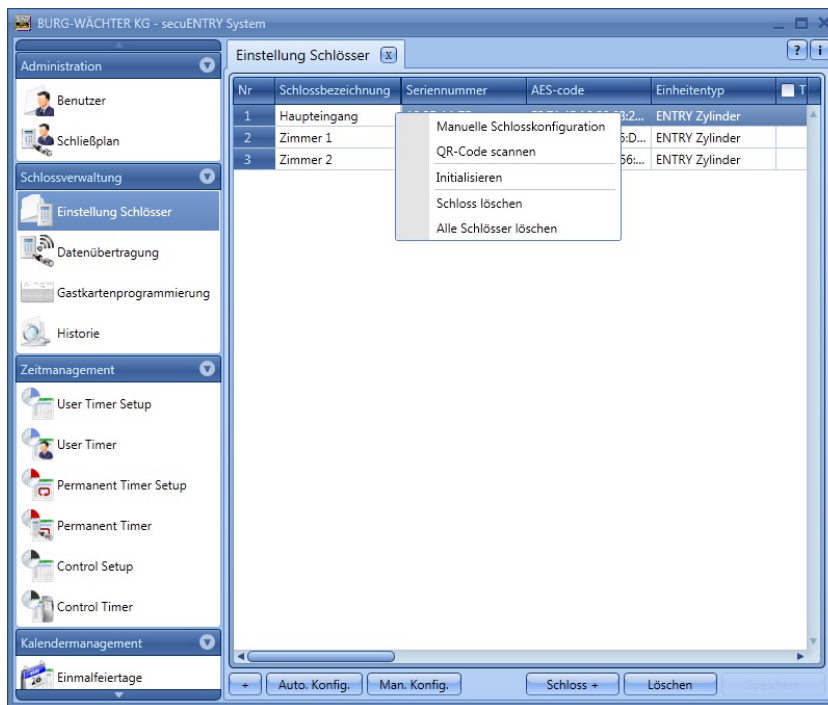 BURG-WÄCHTER KG - secuENTRY System
Administration
Benutzer
Schließplan
Schlossverwaltung
Einstellung Schlösser
Datenübertragung
Gastkartenprogrammierung
Historie
Zeitmanagement
User Timer Setup
User Timer
Permanent Timer Setup
Permanent Timer
Control Setup
Control Timer
Kalendermanagement
Einmalfeiertage
Einstellung Schlösser x
? i
Nr Schlossbezeichnung Seriennummer AES-code Einheitentyp T
1 Haupteingang ENTRY Zylinder
2 Zimmer 1 ENTRY Zylinder
3 Zimmer 2 ENTRY Zylinder
Manuelle Schlosskonfiguration
QR-Code scannen
Initialisieren
Schloss löschen
Alle Schlösser löschen
+ Auto. Konfig. Man. Konfig. Schloss + Löschen Speichern